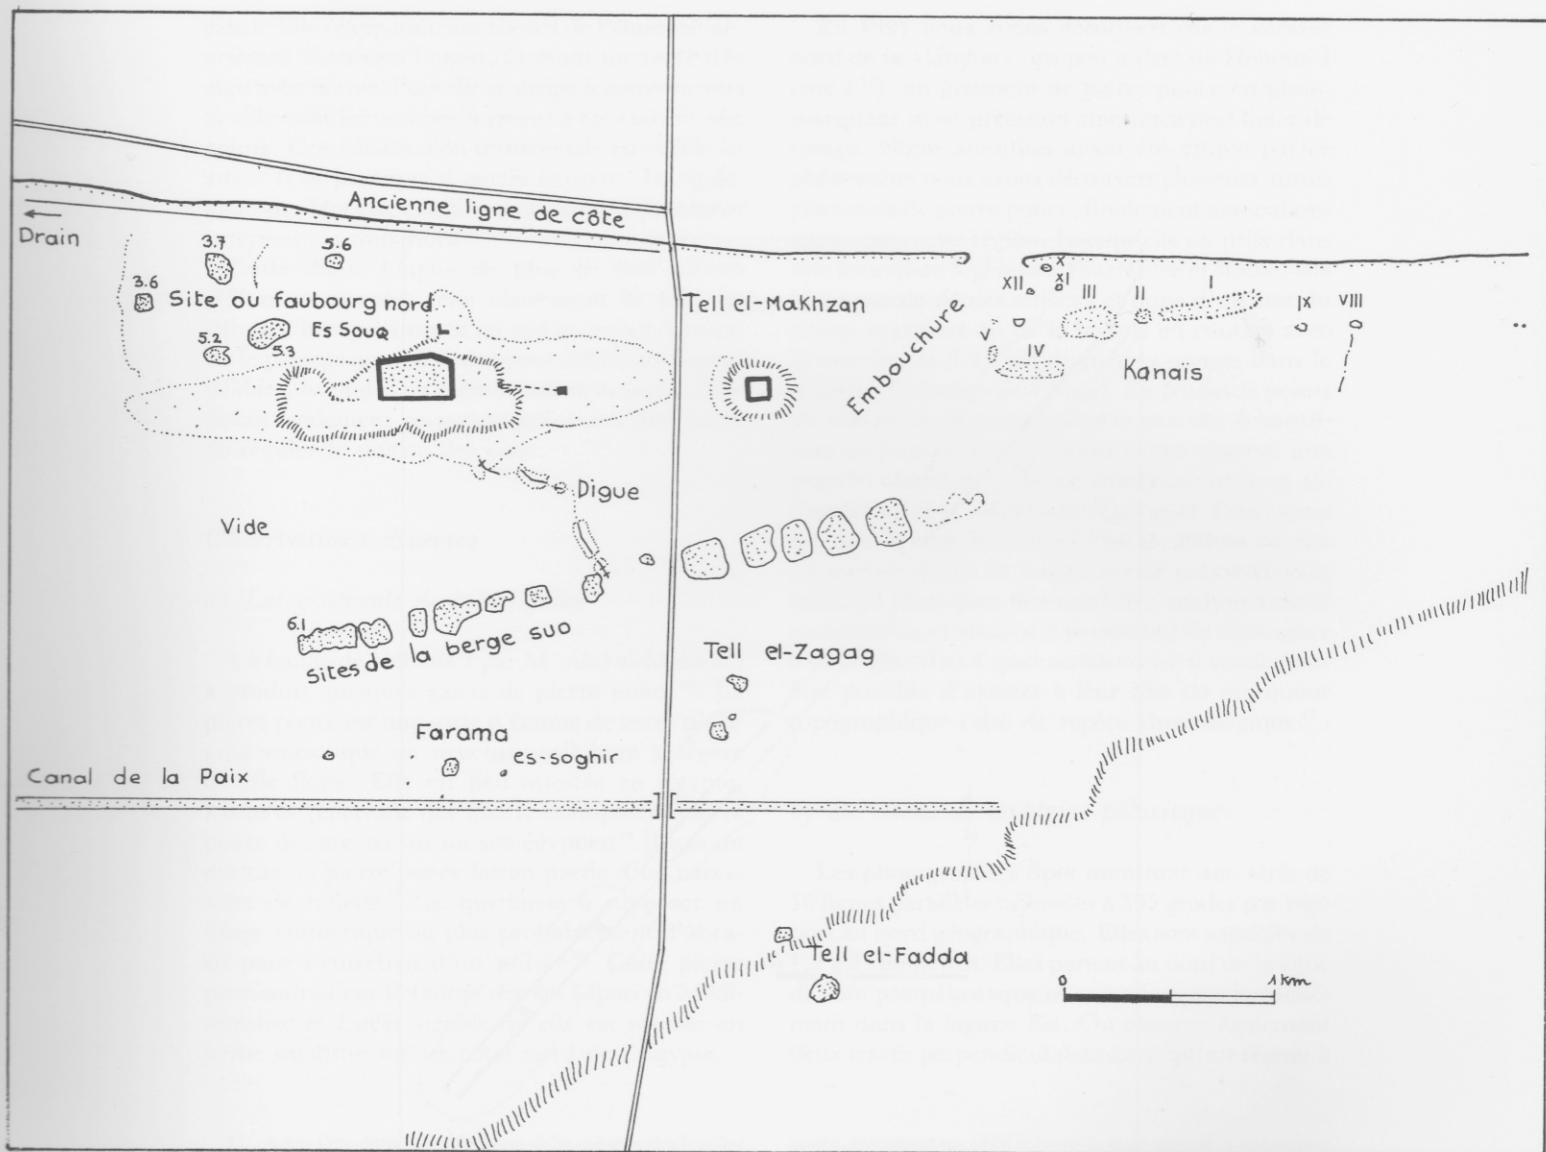 Ancienne ligne de côte
Drain
3.7
5.6
3.6
Site ou faubourg nord
Es Souq
5.2
5.3
Tell el-Makhzan
Embouchure
X
XI
XII
III
II
I
IX
VIII
V
IV
Kanaïs
Digue
Vide
6.1
Sites de la berge sud
Tell el-Zagag
Farama
es-soghir
Canal de la Paix
Tell el-Fadda
0
1 km